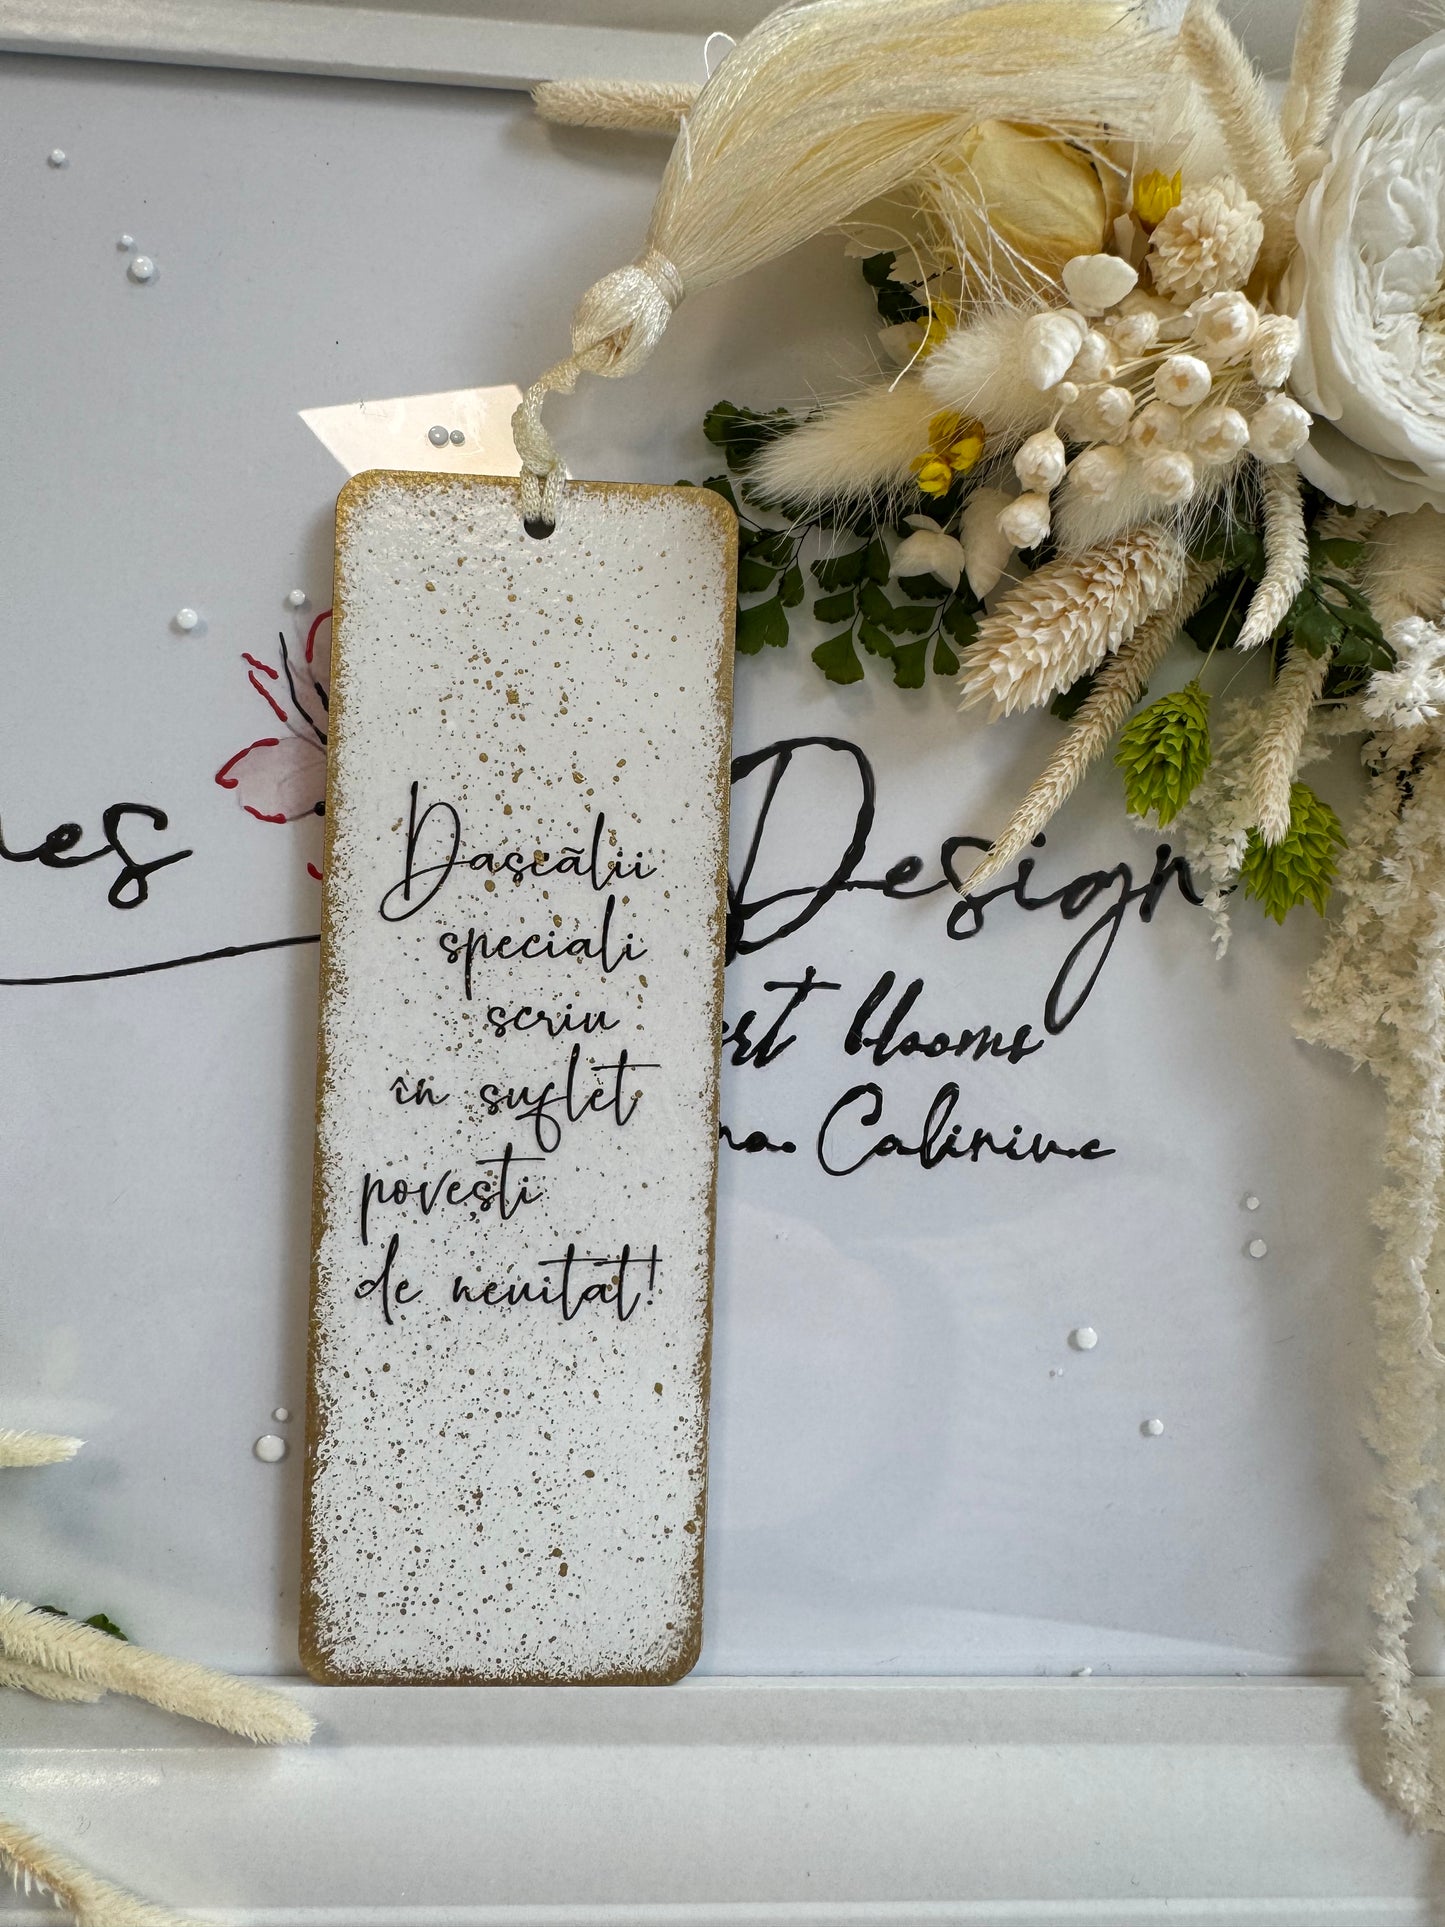 Dascălii
speciali
scriu
în suflet
povești
de neuitat!
Design
blooms